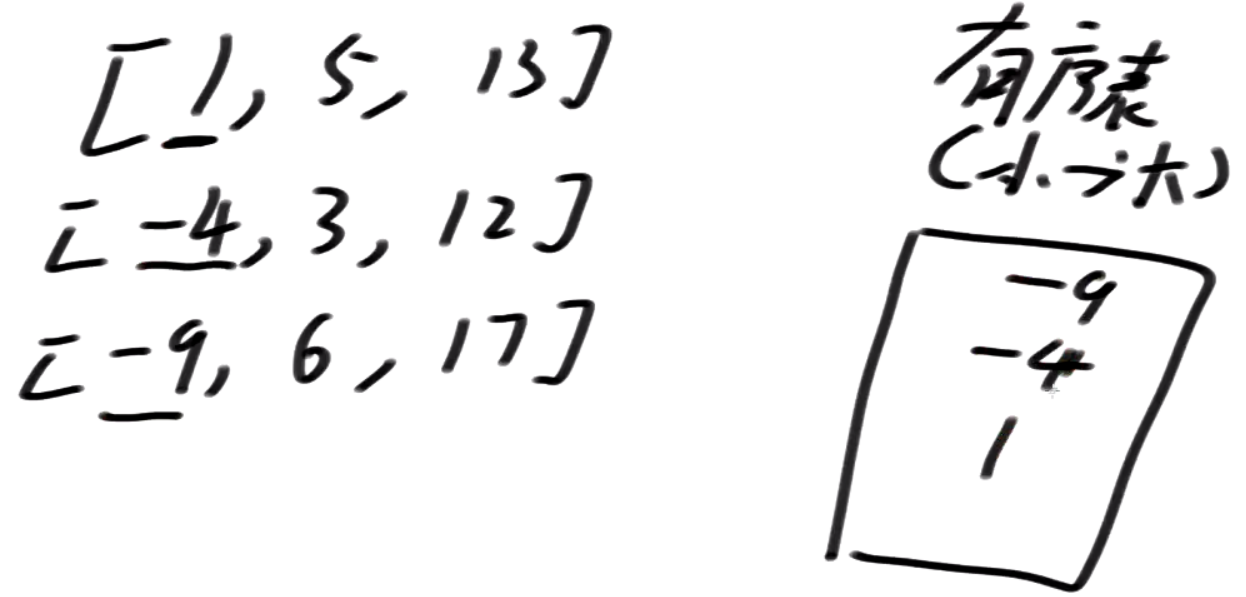 [1, 5, 13]
[-4, 3, 12]
[-9, 6, 17]
有序表
(小->大)
-9
-4
1